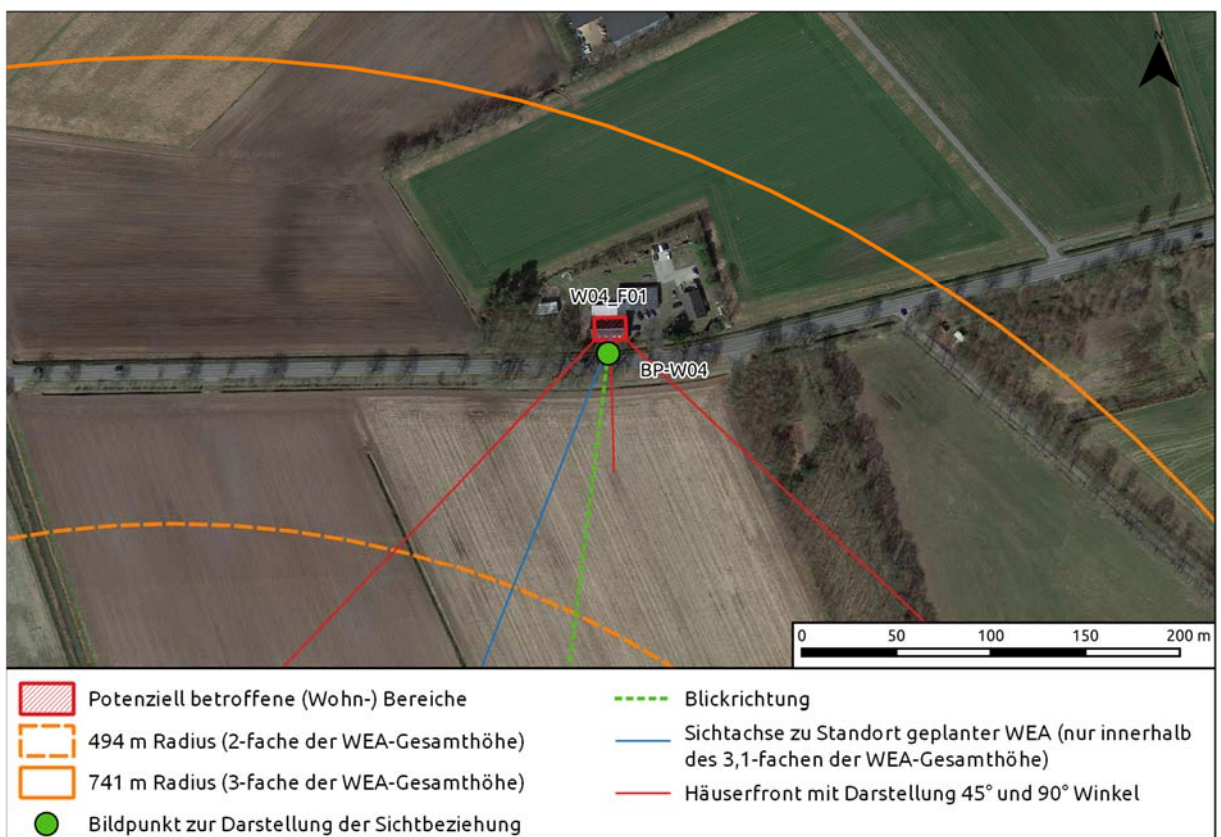 N
W04_F01
BP-W04
0 50 100 150 200 m
Potenziell betroffene (Wohn-) Bereiche
494 m Radius (2-fache der WEA-Gesamthöhe)
741 m Radius (3-fache der WEA-Gesamthöhe)
Bildpunkt zur Darstellung der Sichtbeziehung
Blickrichtung
Sichtachse zu Standort geplanter WEA (nur innerhalb
des 3,1-fachen der WEA-Gesamthöhe)
Häuserfront mit Darstellung 45° und 90° Winkel